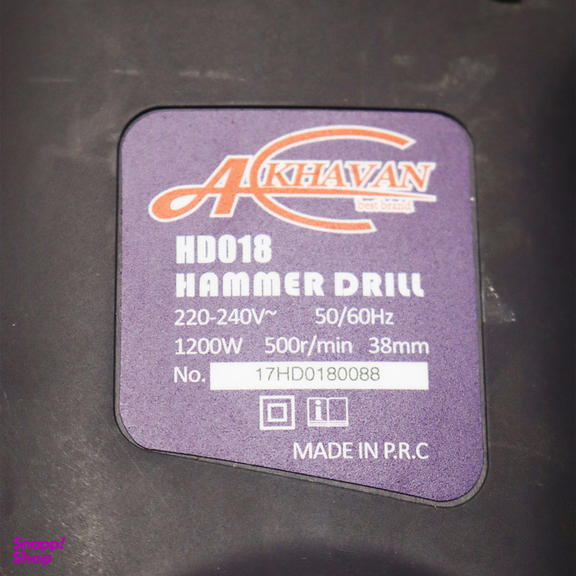 AKHAVAN
best brand
HD018
HAMMER DRILL
220-240V~ 50/60Hz
1200W 500r/min 38mm
No. 17HD0180088
MADE IN P.R.C
Snapp!
Shop